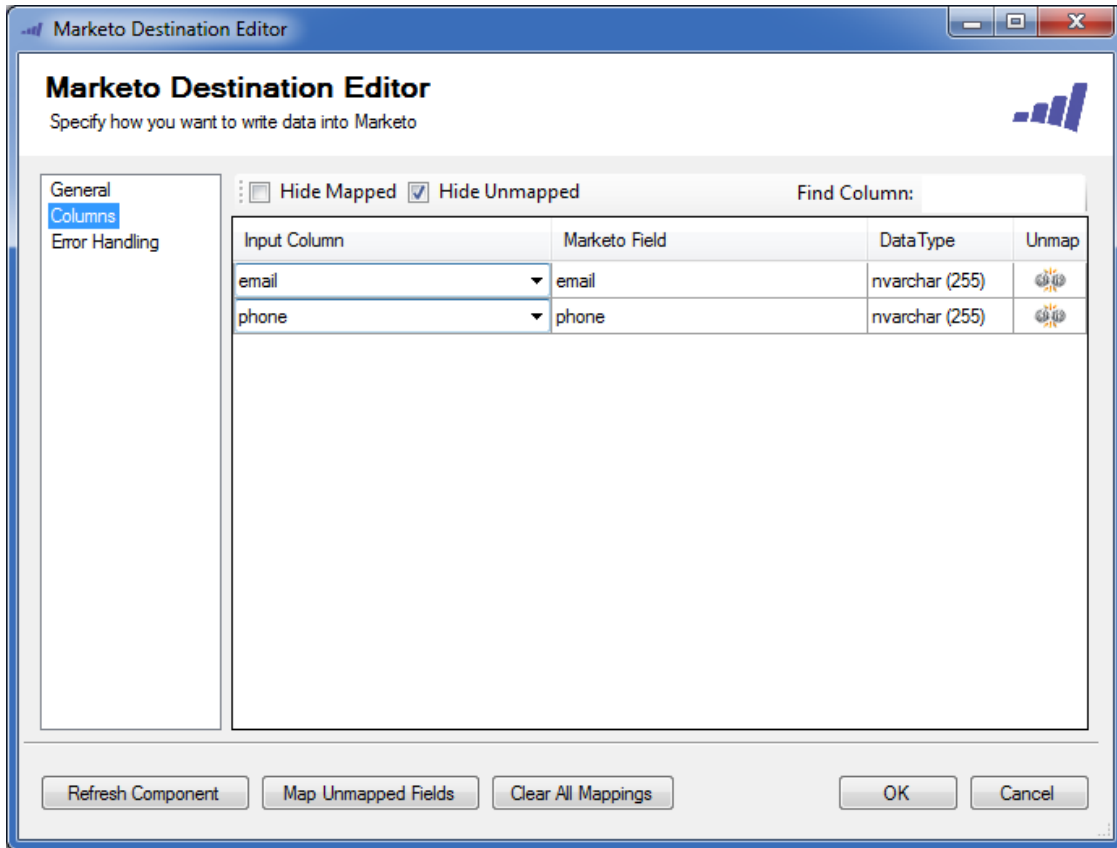 Marketo Destination Editor
Marketo Destination Editor
Specify how you want to write data into Marketo
General
Columns
Error Handling
Hide Mapped Hide Unmapped Find Column:
Input Column Marketo Field DataType Unmap
email email nvarchar (255)
phone phone nvarchar (255)
Refresh Component Map Unmapped Fields Clear All Mappings OK Cancel